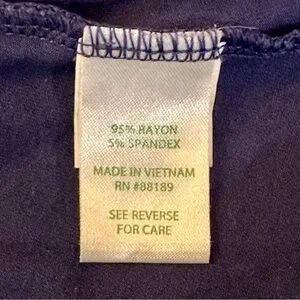 95% RAYON
5% SPANDEX
MADE IN VIETNAM
RN #88189
SEE REVERSE
FOR CARE